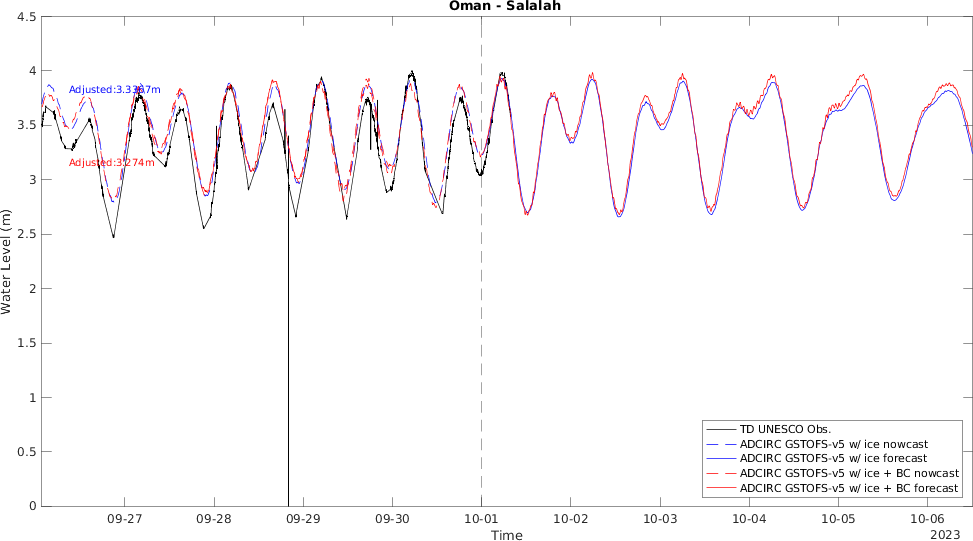 Oman - Salalah
4.5
4
3.5
3
2.5
2
1.5
1
0.5
0
Water Level (m)
Adjusted:3.3367m
Adjusted:3.274m
TD UNESCO Obs.
ADCIRC GSTOFS-v5 w/ ice nowcast
ADCIRC GSTOFS-v5 w/ ice forecast
ADCIRC GSTOFS-v5 w/ ice + BC nowcast
ADCIRC GSTOFS-v5 w/ ice + BC forecast
09-27 09-28 09-29 09-30 10-01 10-02 10-03 10-04 10-05 10-06
Time
2023